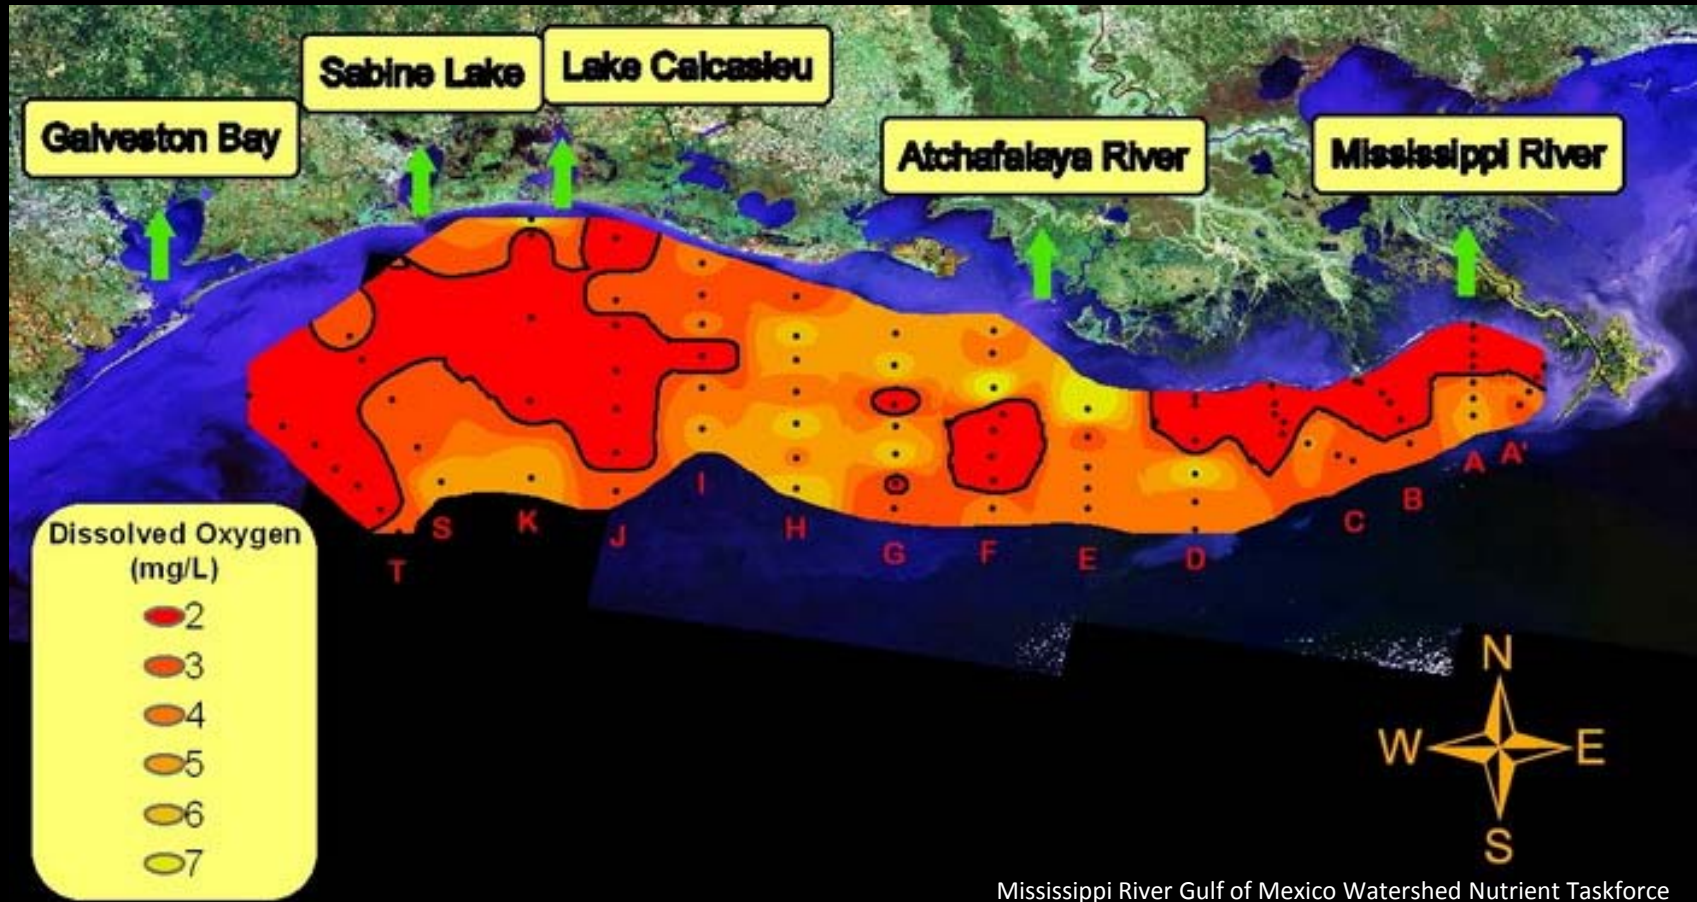 Sabine Lake
Lake Calcasieu
Galveston Bay
Atchafalaya River
Mississippi River
A A'
I
B
S K J H C
G F E D
T
Dissolved Oxygen
(mg/L)
2
3
4
5
6
7
N
W E
S
Mississippi River Gulf of Mexico Watershed Nutrient Taskforce